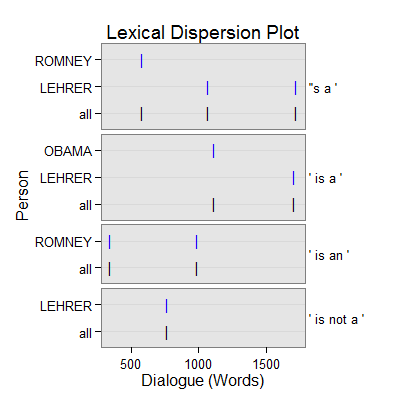 Lexical Dispersion Plot
ROMNEY
LEHRER
all
"s a '
OBAMA
LEHRER
all
' is a '
ROMNEY
all
' is an '
LEHRER
all
' is not a '
Person
500 1000 1500
Dialogue (Words)